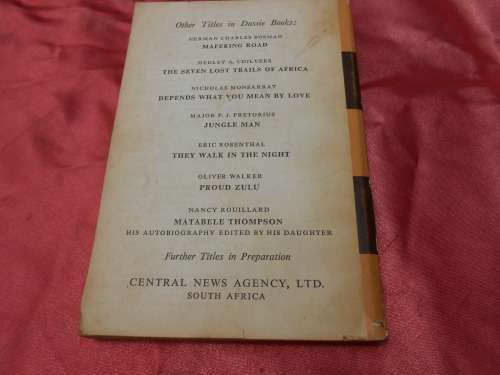 Other Titles in Dassie Books:
HERMAN CHARLES BOSMAN
MAFEKING ROAD
HEDLEY A. CHILVERS
THE SEVEN LOST TRAILS OF AFRICA
NICHOLAS MONSARRAT
DEPENDS WHAT YOU MEAN BY LOVE
MAJOR P. J. PRETORIUS
JUNGLE MAN
ERIC ROSENTHAL
THEY WALK IN THE NIGHT
OLIVER WALKER
PROUD ZULU
NANCY ROUILLARD
MATABELE THOMPSON
HIS AUTOBIOGRAPHY EDITED BY HIS DAUGHTER
Further Titles in Preparation
CENTRAL NEWS AGENCY, LTD.
SOUTH AFRICA